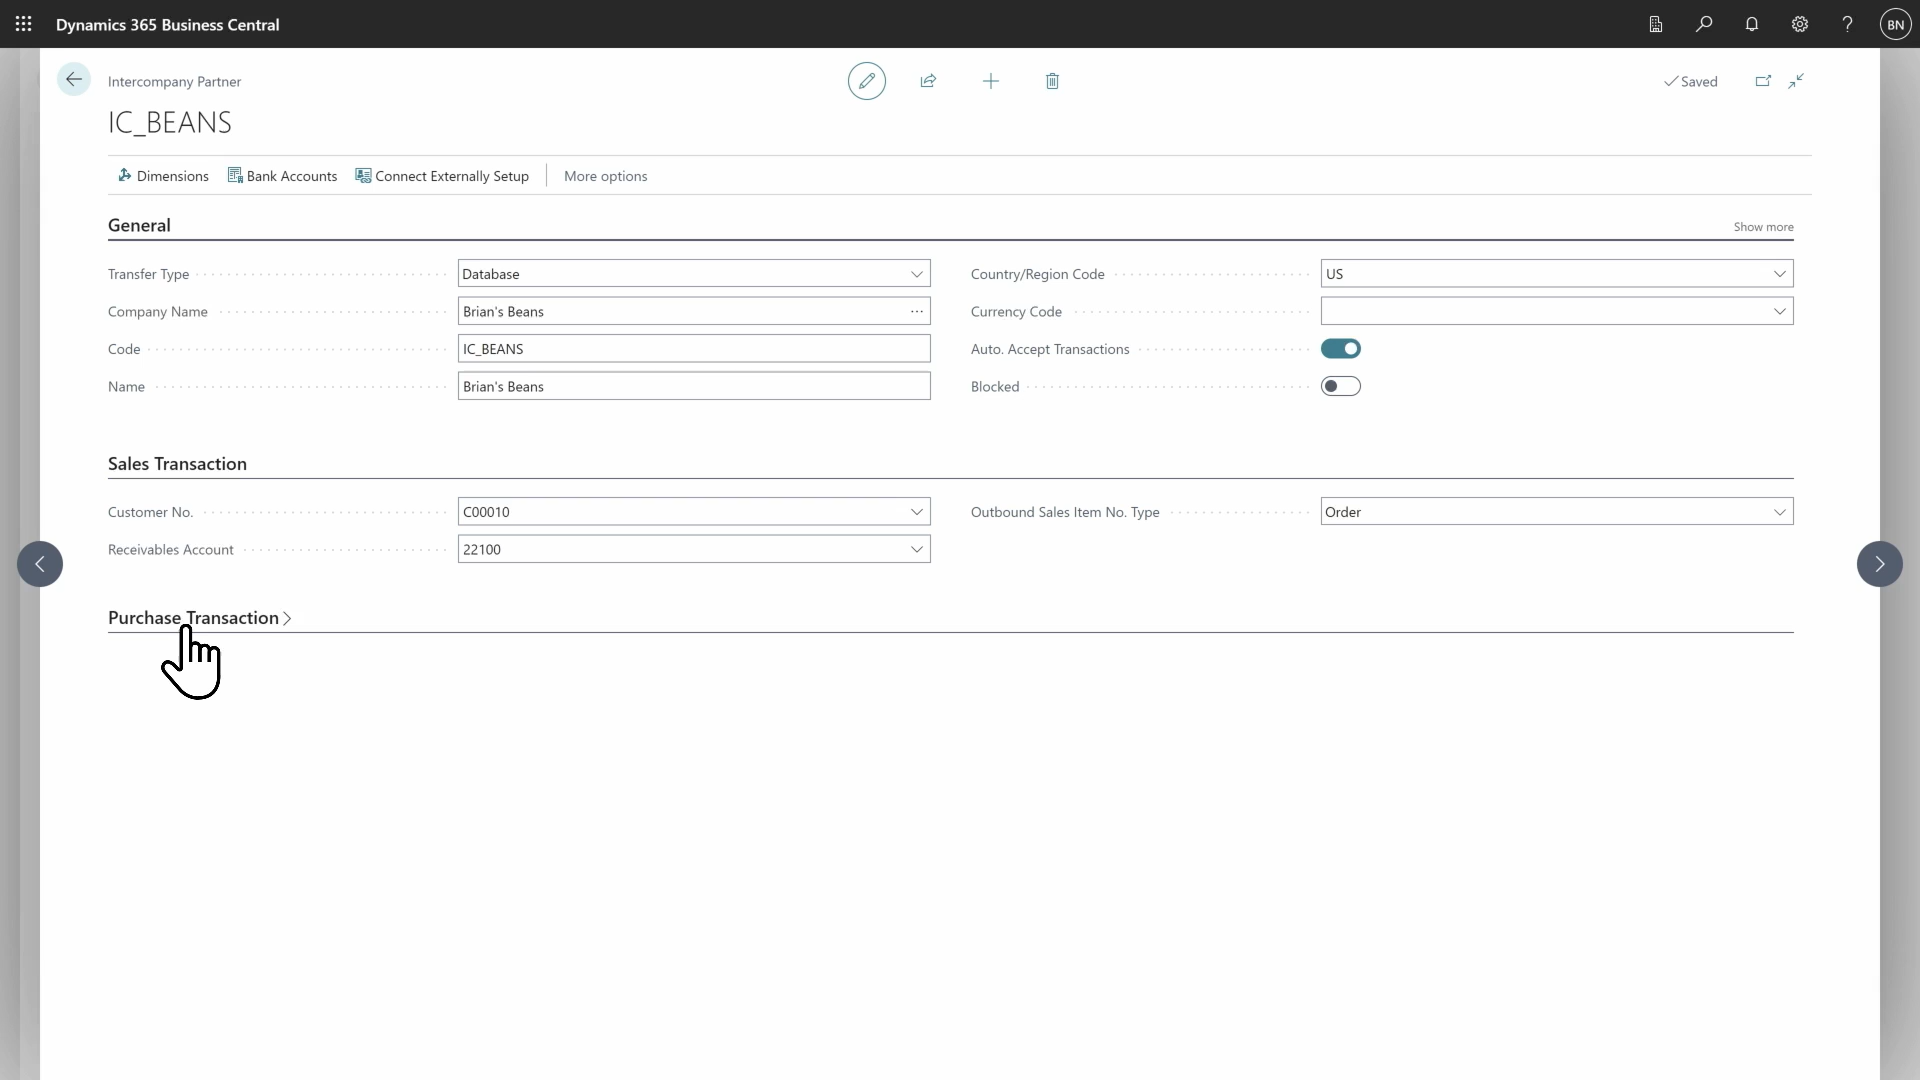 Dynamics 365 Business Central
BN
Intercompany Partner
Saved
IC_BEANS
Dimensions Bank Accounts Connect Externally Setup More options
General Show more
Transfer Type Database Country/Region Code US
Company Name Brian's Beans Currency Code
Code IC_BEANS Auto. Accept Transactions
Name Brian's Beans Blocked
Sales Transaction
Customer No. C00010 Outbound Sales Item No. Type Order
Receivables Account 22100
Purchase Transaction